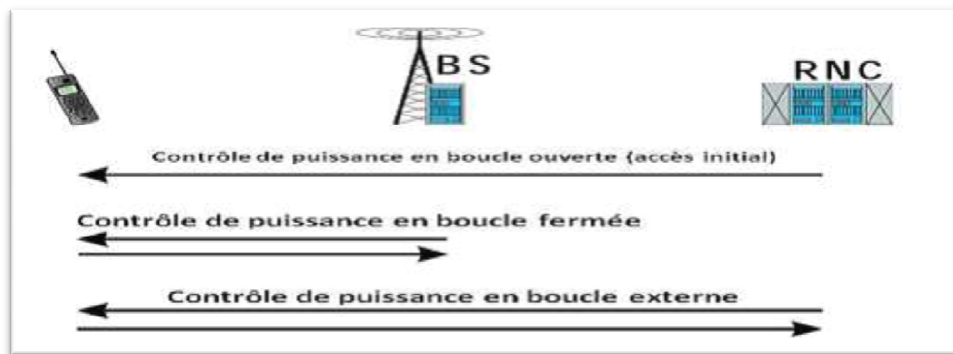 BS
RNC
Contrôle de puissance en boucle ouverte (accès initial)
Contrôle de puissance en boucle fermée
Contrôle de puissance en boucle externe